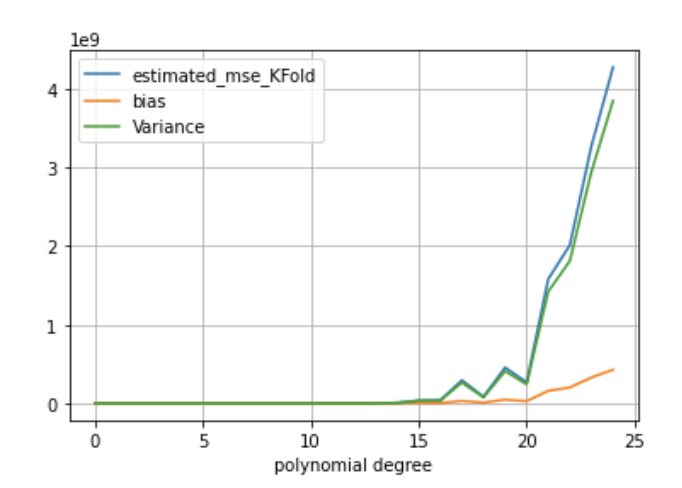 1e9
estimated_mse_KFold
bias
Variance
4
3
2
1
0
0 5 10 15 20 25
polynomial degree